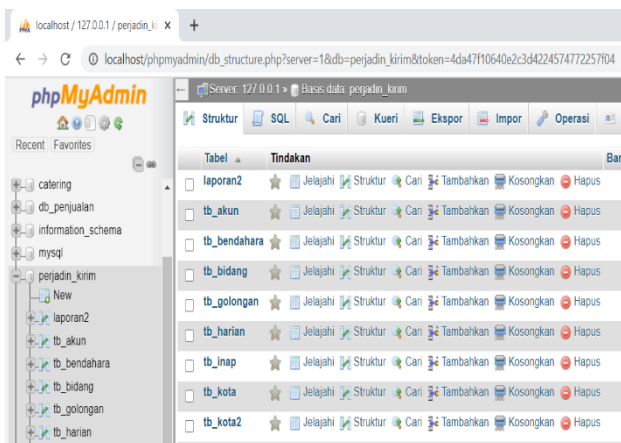 localhost / 127.0.0.1 / perjadin_ki
localhost/phpmyadmin/db_structure.php?server=1&db=perjadin_kirim&token=4da47f10640e2c3d4224574772257f04
phpMyAdmin
Recent Favorites
catering
db_penjualan
information_schema
mysql
perjadin_kirim
New
laporan2
tb_akun
tb_bendahara
tb_bidang
tb_golongan
tb_harian
Server: 127.0.0.1 » Basis data: perjadin_kirim
Struktur SQL Cari Kueri Ekspor Impor Operasi
Tabel Tindakan Bar
laporan2 Jelajahi Struktur Cari Tambahkan Kosongkan Hapus
tb_akun Jelajahi Struktur Cari Tambahkan Kosongkan Hapus
tb_bendahara Jelajahi Struktur Cari Tambahkan Kosongkan Hapus
tb_bidang Jelajahi Struktur Cari Tambahkan Kosongkan Hapus
tb_golongan Jelajahi Struktur Cari Tambahkan Kosongkan Hapus
tb_harian Jelajahi Struktur Cari Tambahkan Kosongkan Hapus
tb_inap Jelajahi Struktur Cari Tambahkan Kosongkan Hapus
tb_kota Jelajahi Struktur Cari Tambahkan Kosongkan Hapus
tb_kota2 Jelajahi Struktur Cari Tambahkan Kosongkan Hapus